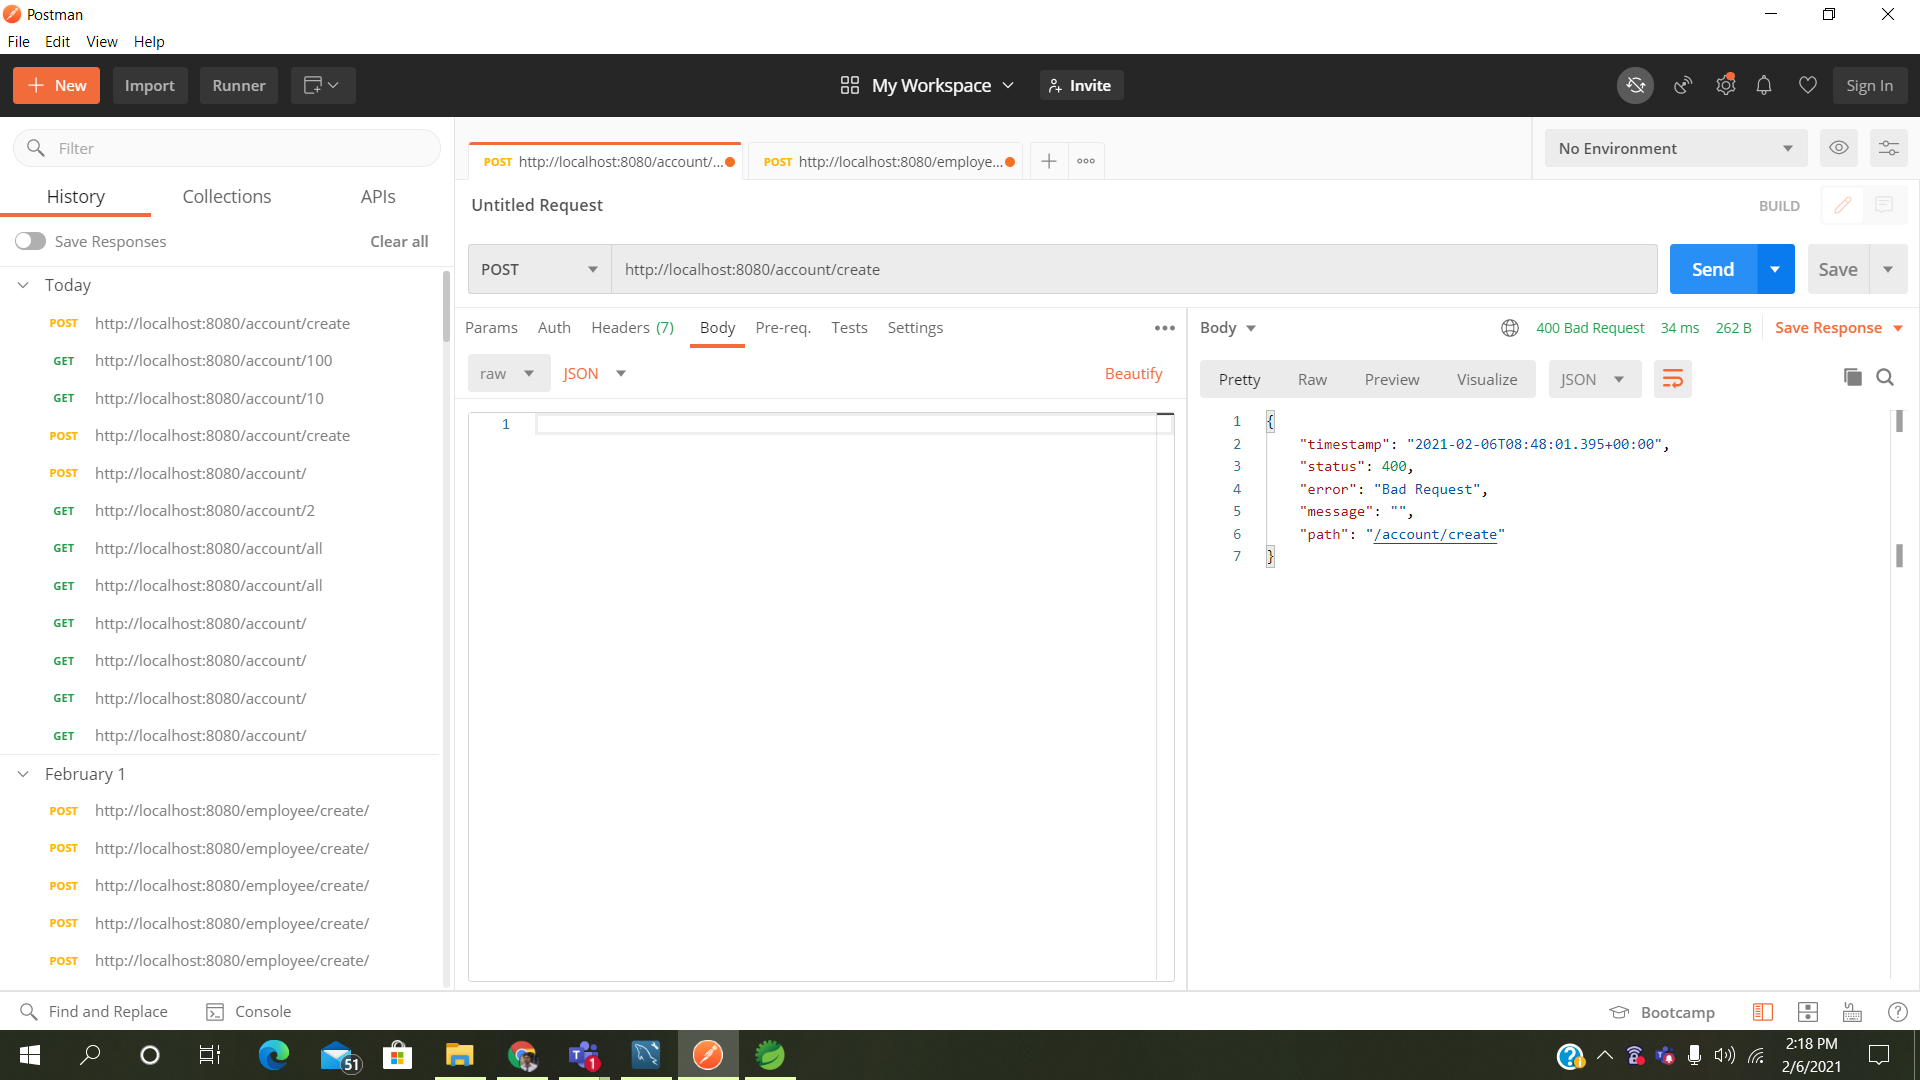 Postman
File Edit View Help
New Import Runner My Workspace Invite Sign In
Filter
History Collections APIs
Save Responses Clear all
Today
POST http://localhost:8080/account/create
GET http://localhost:8080/account/100
GET http://localhost:8080/account/10
POST http://localhost:8080/account/create
POST http://localhost:8080/account/
GET http://localhost:8080/account/2
GET http://localhost:8080/account/all
GET http://localhost:8080/account/all
GET http://localhost:8080/account/
GET http://localhost:8080/account/
GET http://localhost:8080/account/
GET http://localhost:8080/account/
February 1
POST http://localhost:8080/employee/create/
POST http://localhost:8080/employee/create/
POST http://localhost:8080/employee/create/
POST http://localhost:8080/employee/create/
POST http://localhost:8080/employee/create/
POST http://localhost:8080/account/... POST http://localhost:8080/employe... No Environment
Untitled Request BUILD
POST http://localhost:8080/account/create Send Save
Params Auth Headers (7) Body Pre-req. Tests Settings
raw JSON Beautify
1
Body 400 Bad Request 34 ms 262 B Save Response
Pretty Raw Preview Visualize JSON
1 {
2 "timestamp": "2021-02-06T08:48:01.395+00:00",
3 "status": 400,
4 "error": "Bad Request",
5 "message": "",
6 "path": "/account/create"
7 }
Find and Replace Console Bootcamp
51 1 2:18 PM
2/6/2021